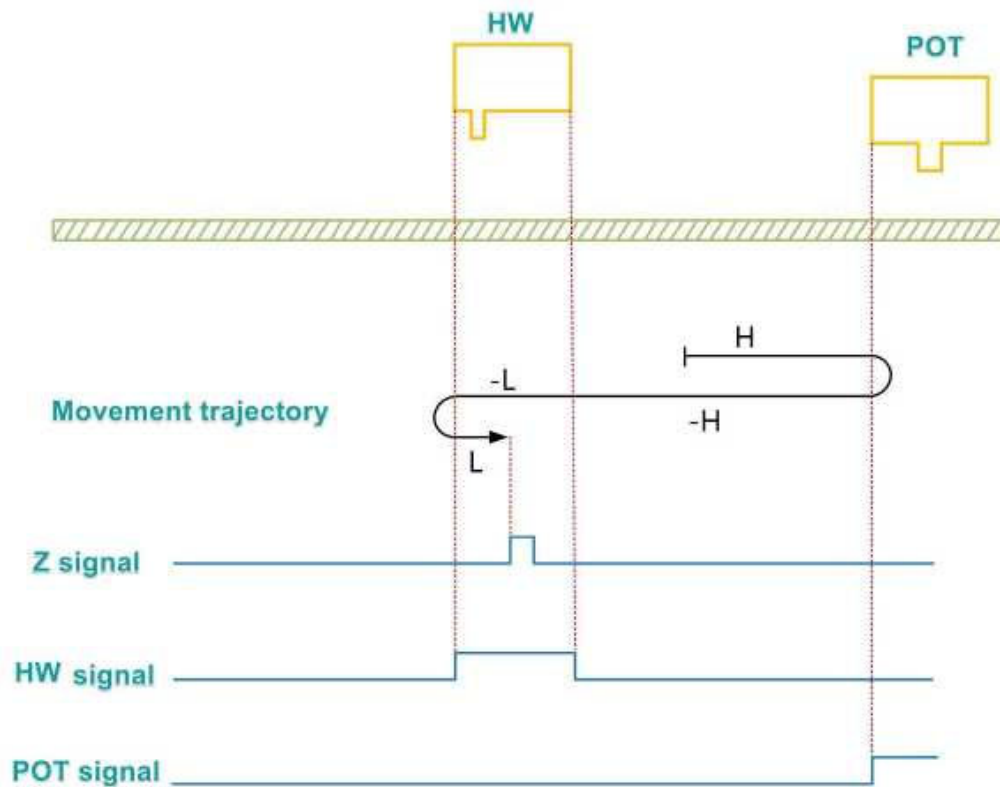 HW
POT
H
-L
-H
Movement trajectory
L
Z signal
HW signal
POT signal